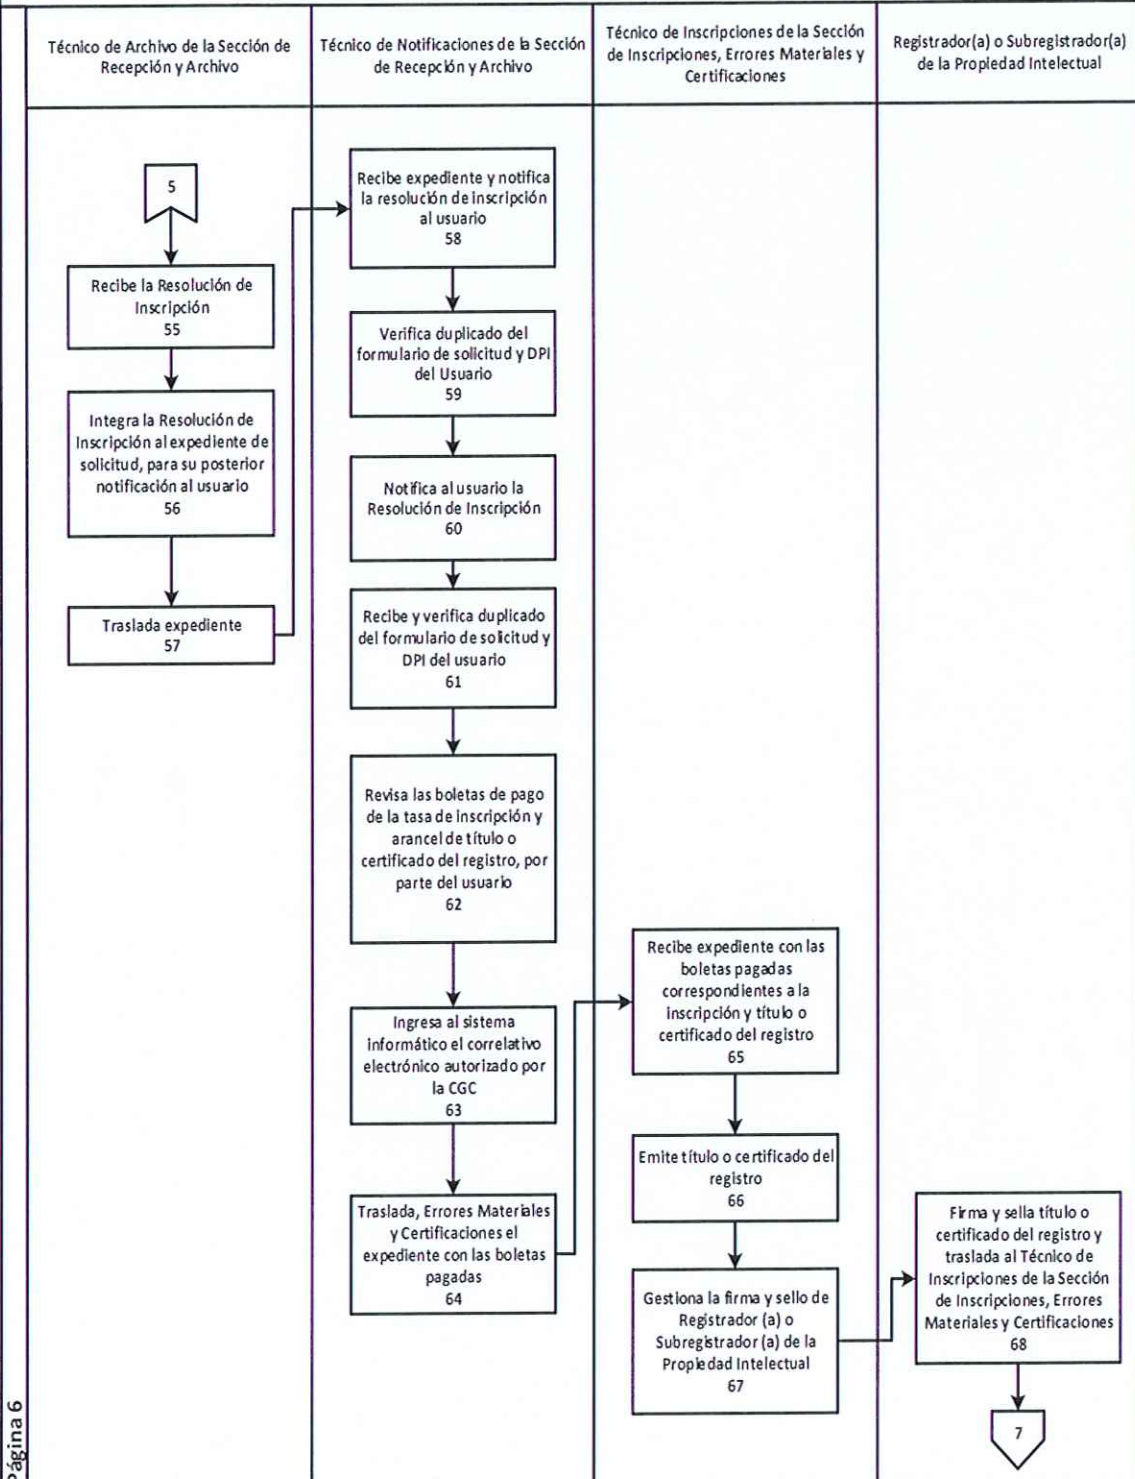 Técnico de Archivo de la Sección de
Recepción y Archivo
Técnico de Notificaciones de la Sección
de Recepción y Archivo
Técnico de Inscripciones de la Sección
de Inscripciones, Errores Materiales y
Certificaciones
Registrador(a) o Subregistrador(a)
de la Propiedad Intelectual
5
Recibe la Resolución de
Inscripción
55
Integra la Resolución de
Inscripción al expediente de
solicitud, para su posterior
notificación al usuario
56
Traslada expediente
57
Recibe expediente y notifica
la resolución de inscripción
al usuario
58
Verifica duplicado del
formulario de solicitud y DPI
del Usuario
59
Notifica al usuario la
Resolución de Inscripción
60
Recibe y verifica duplicado
del formulario de solicitud y
DPI del usuario
61
Revisa las boletas de pago
de la tasa de inscripción y
arancel de título o
certificado del registro, por
parte del usuario
62
Ingresa al sistema
informático el correlativo
electrónico autorizado por
la CGC
63
Traslada, Errores Materiales
y Certificaciones el
expediente con las boletas
pagadas
64
Recibe expediente con las
boletas pagadas
correspondientes a la
inscripción y título o
certificado del registro
65
Emite título o certificado del
registro
66
Gestiona la firma y sello de
Registrador (a) o
Subregistrador (a) de la
Propiedad Intelectual
67
Firma y sella título o
certificado del registro y
traslada al Técnico de
Inscripciones de la Sección
de Inscripciones, Errores
Materiales y Certificaciones
68
7
Página 6